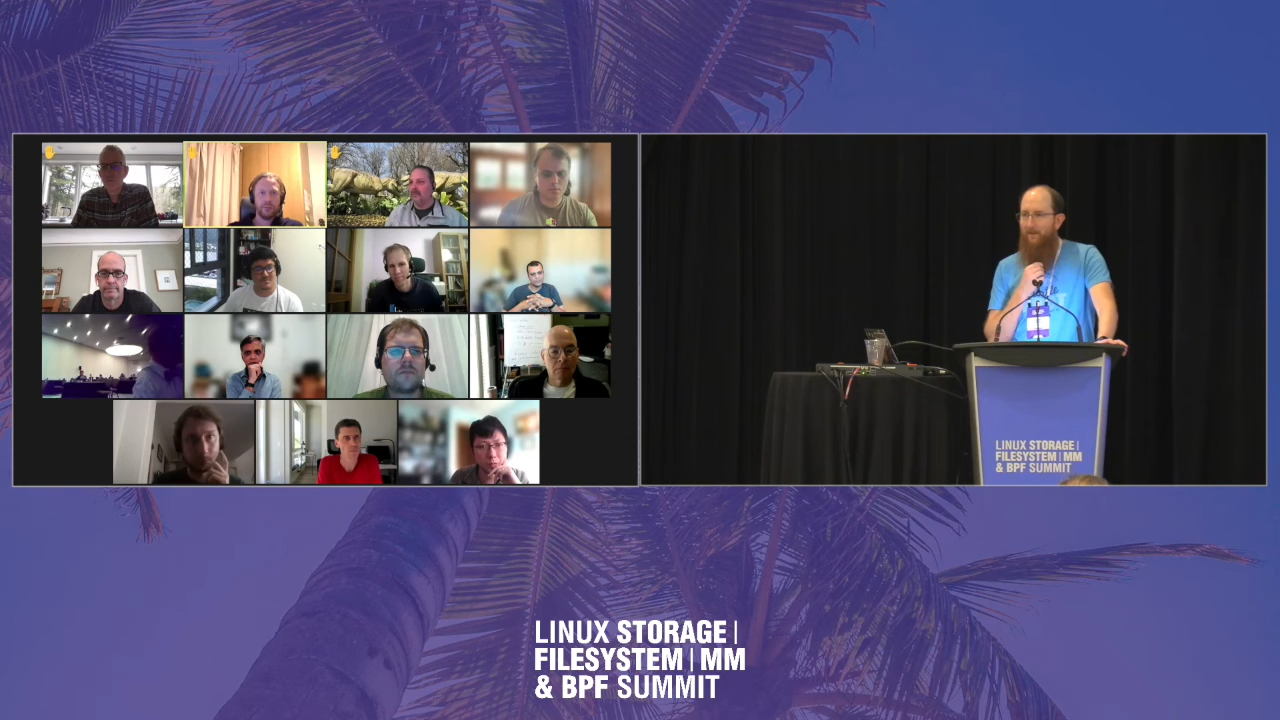 LINUX STORAGE |
FILESYSTEM | MM
& BPF SUMMIT
LINUX STORAGE |
FILESYSTEM | MM
& BPF SUMMIT